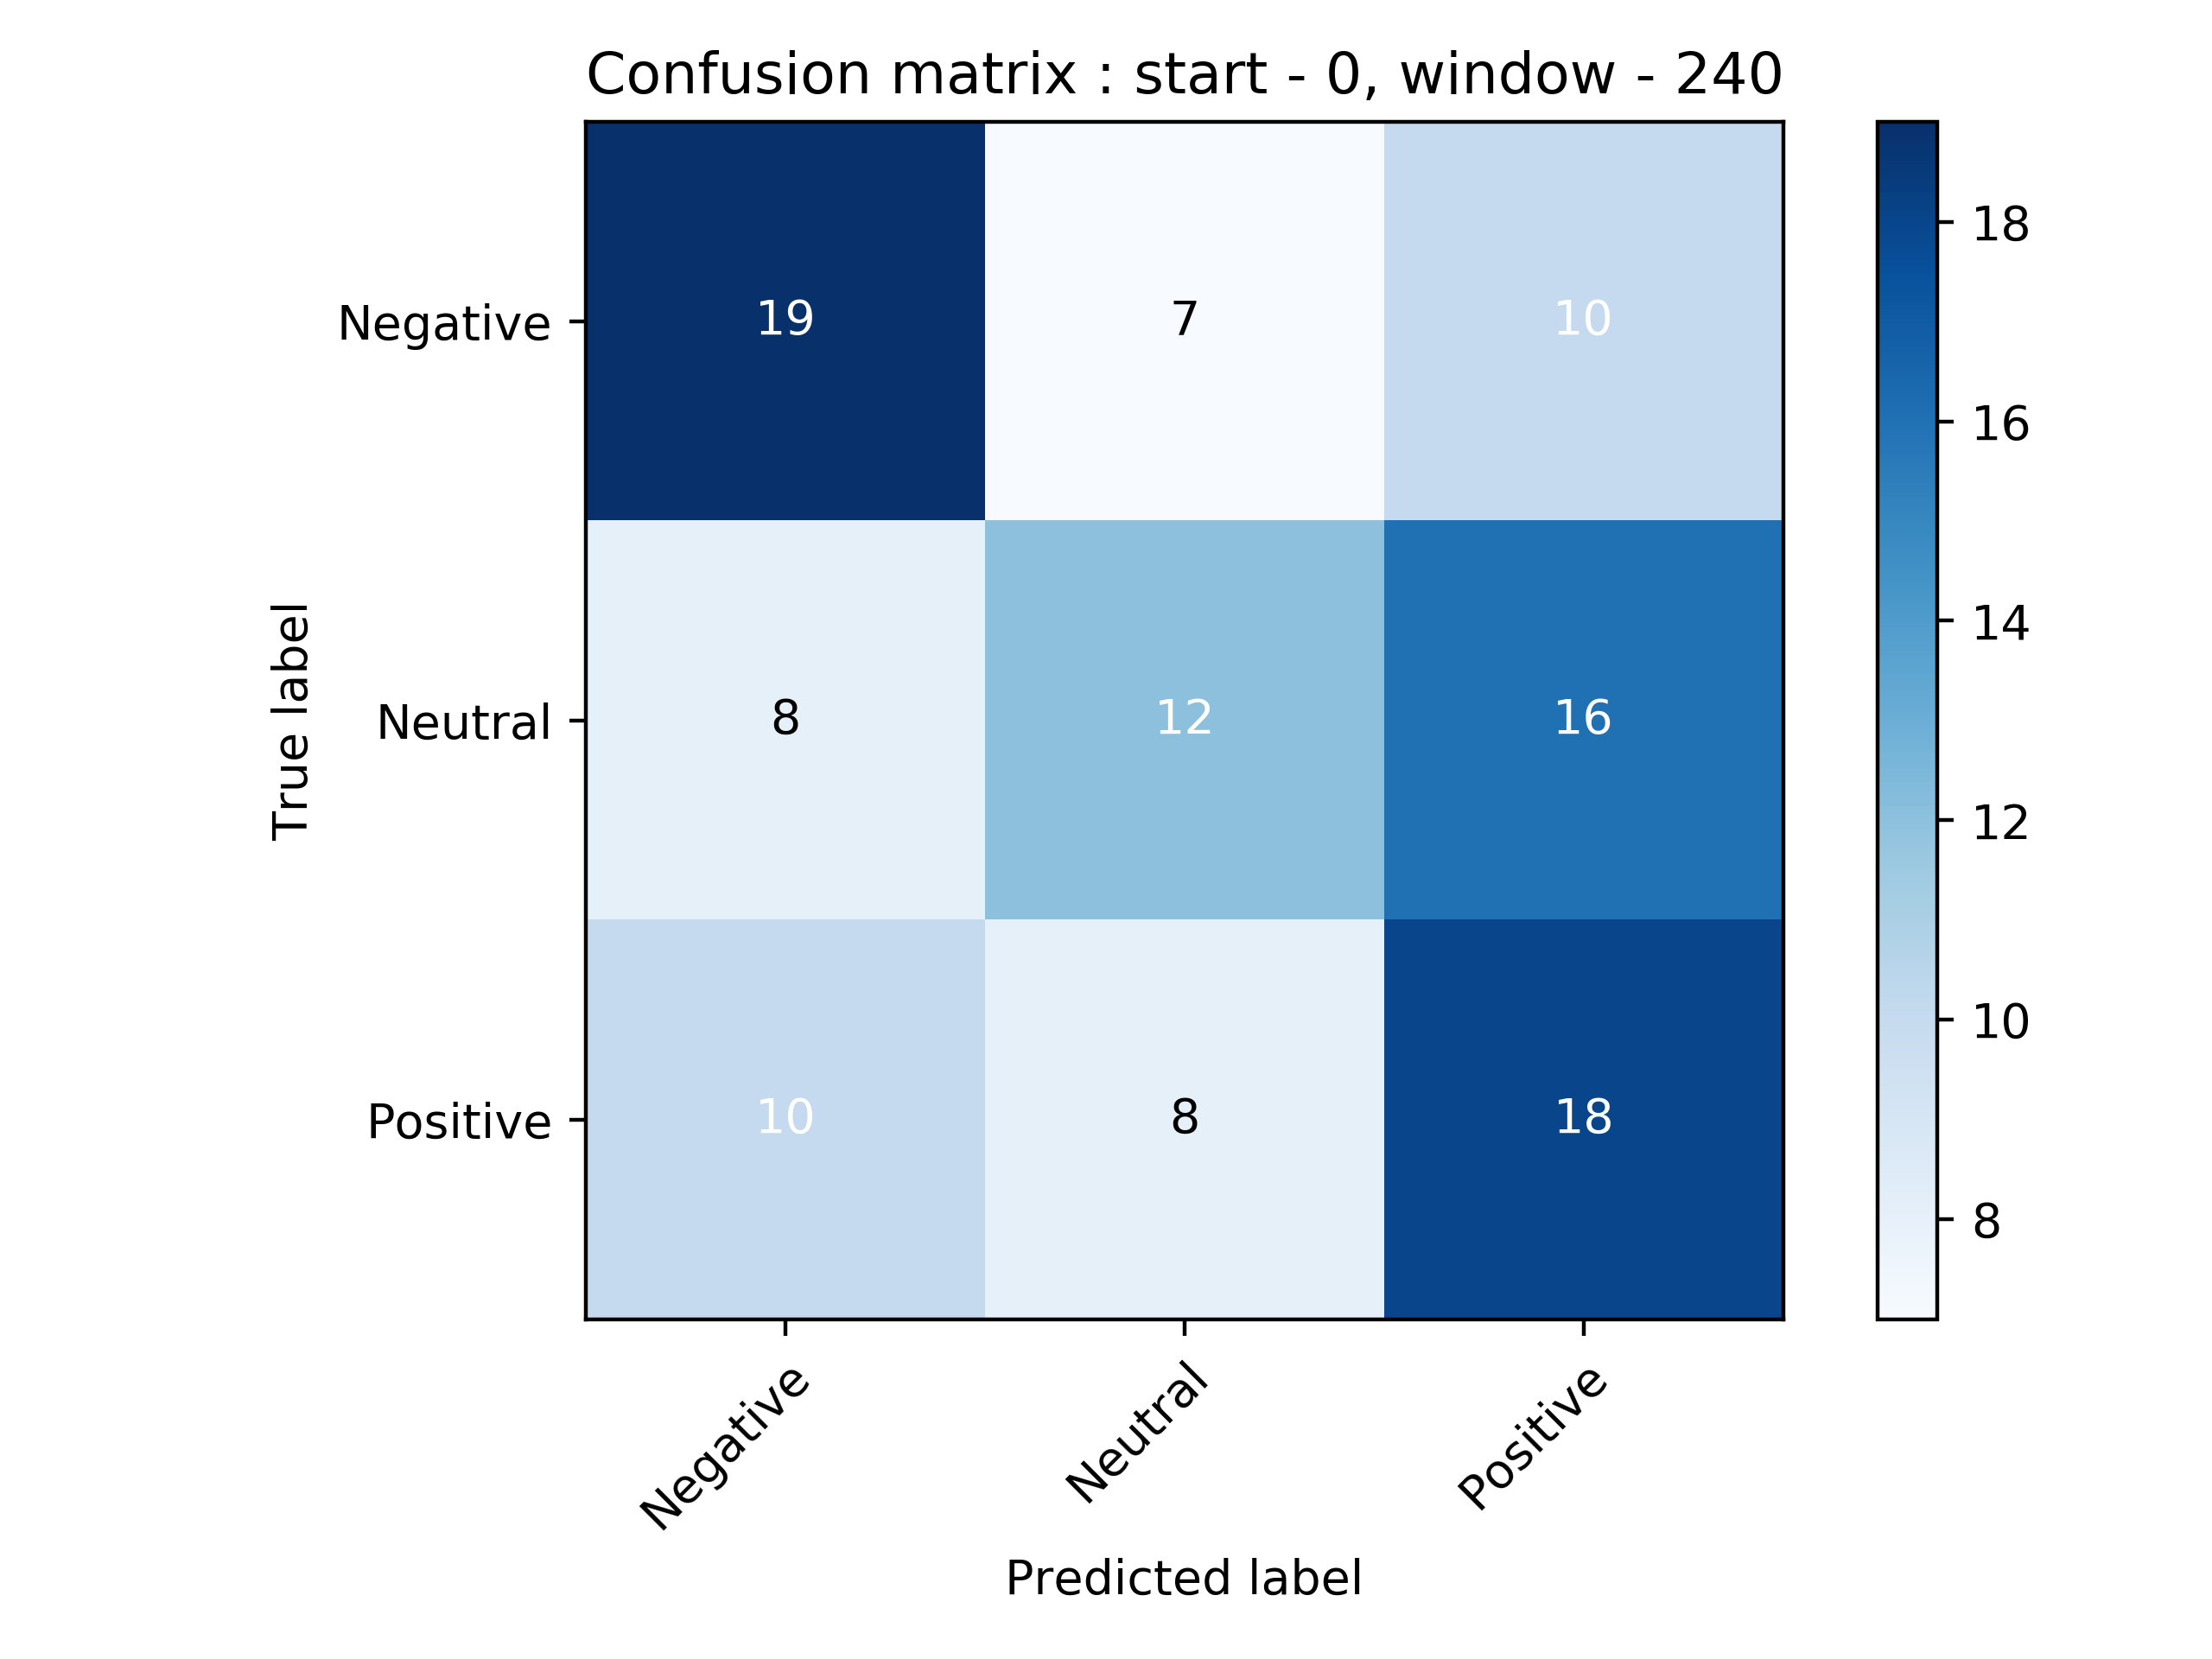 Confusion matrix : start - 0, window - 240
True label
Negative
19
7
10
Neutral
8
12
16
Positive
10
8
18
Negative
Neutral
Positive
Predicted label
18
16
14
12
10
8